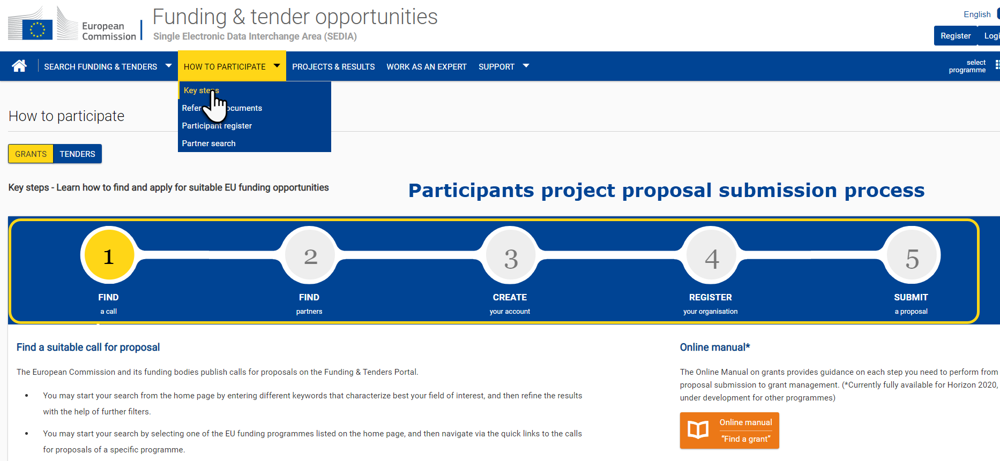 European
Commission
Funding & tender opportunities
Single Electronic Data Interchange Area (SEDIA)
English
Register
SEARCH FUNDING & TENDERS
HOW TO PARTICIPATE
PROJECTS & RESULTS
WORK AS AN EXPERT
SUPPORT
select
programme
Key steps
Participant register
Partner search
How to participate
GRANTS
TENDERS
Key steps - Learn how to find and apply for suitable EU funding opportunities
Participants project proposal submission process
1
2
3
4
5
FIND
a call
FIND
partners
CREATE
your account
REGISTER
your organisation
SUBMIT
a proposal
Find a suitable call for proposal
The European Commission and its funding bodies publish calls for proposals on the Funding & Tenders Portal.
You may start your search from the home page by entering different keywords that characterize best your field of interest, and then refine the results
with the help of further filters.
You may start your search by selecting one of the EU funding programmes listed on the home page, and then navigate via the quick links to the calls
for proposals of a specific programme.
Online manual*
The Online Manual on grants provides guidance on each step you need to perform from
proposal submission to grant management. (*Currently fully available for Horizon 2020,
under development for other programmes)
Online manual
“Find a grant”